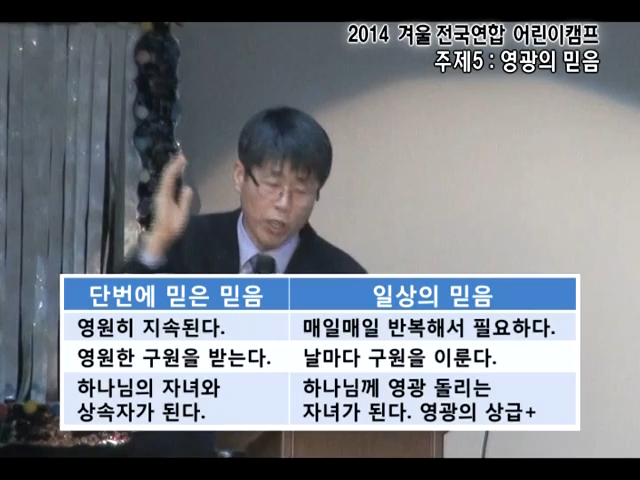 2014 겨울 전국연합 어린이캠프
주제5 : 영광의 믿음
단번에 믿은 믿음
일상의 믿음
영원히 지속된다.
매일매일 반복해서 필요하다.
영원한 구원을 받는다.
날마다 구원을 이룬다.
하나님의 자녀와
상속자가 된다.
하나님께 영광 돌리는
자녀가 된다. 영광의 상급+